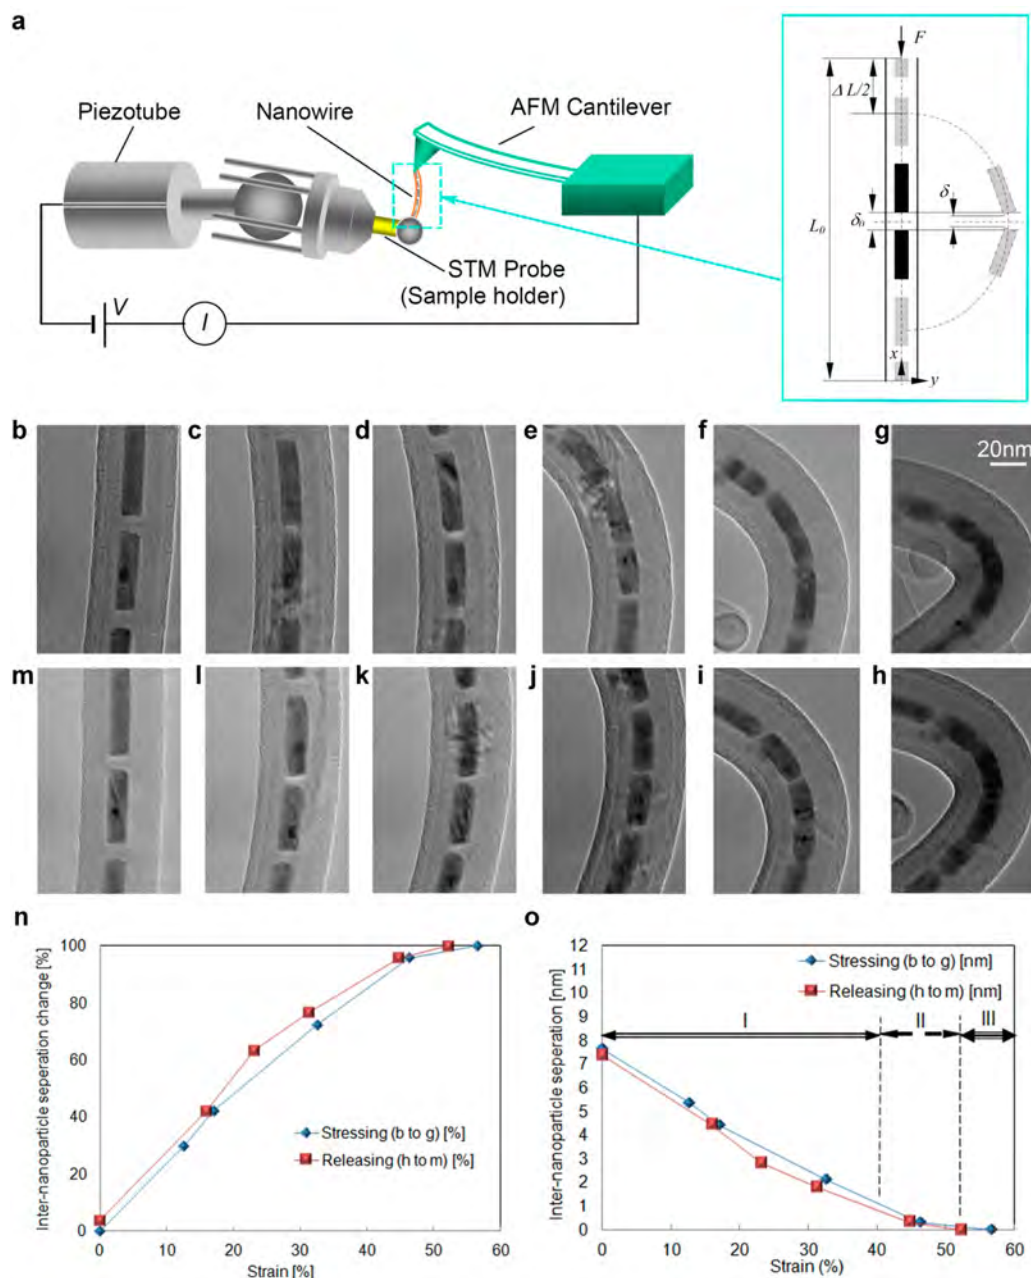 a
Piezotube
Nanowire
AFM Cantilever
STM Probe
(Sample holder)
V
I
F
Δ L/2
L0
δ0
δ
x
y
b
c
d
e
f
g
20nm
m
l
k
j
i
h
n
Inter-nanoparticle seperation change [%]
100
80
60
40
20
0
Stressing (b to g) [%]
Releasing (h to m) [%]
0 10 20 30 40 50 60
Strain [%]
o
Inter-nanoparticle seperation [nm]
12
11
10
9
8
7
6
5
4
3
2
1
0
Stressing (b to g) [nm]
Releasing (h to m) [nm]
I II III
0 10 20 30 40 50 60
Strain (%)